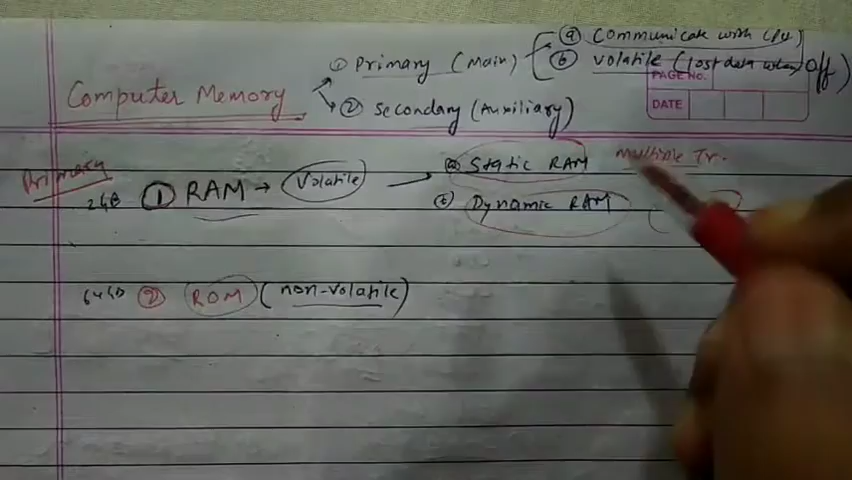 ⓐ Communicate with CPU
① Primary (Main) ⓑ volatile (lost data when off)
PAGE NO.
Computer Memory
② Secondary (Auxiliary)
DATE
Primary
ⓐ Static RAM multiple Tr.
① RAM → volatile
Dynamic RAM
② ROM (non-volatile)